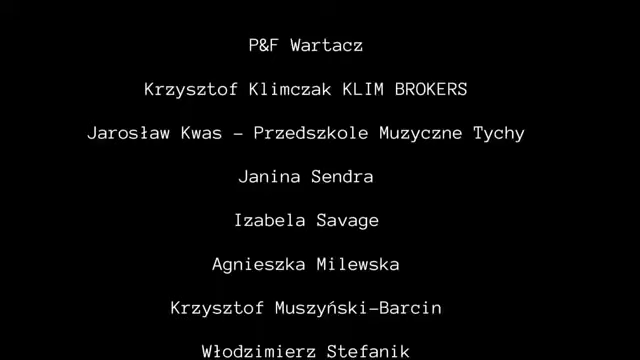 P&F Wartacz
Krzysztof Klimczak KLIM BROKERS
Jarosław Kwas - Przedszkole Muzyczne Tychy
Janina Sendra
Izabela Savage
Agnieszka Milewska
Krzysztof Muszyński-Barcin
Włodzimierz Stefanik